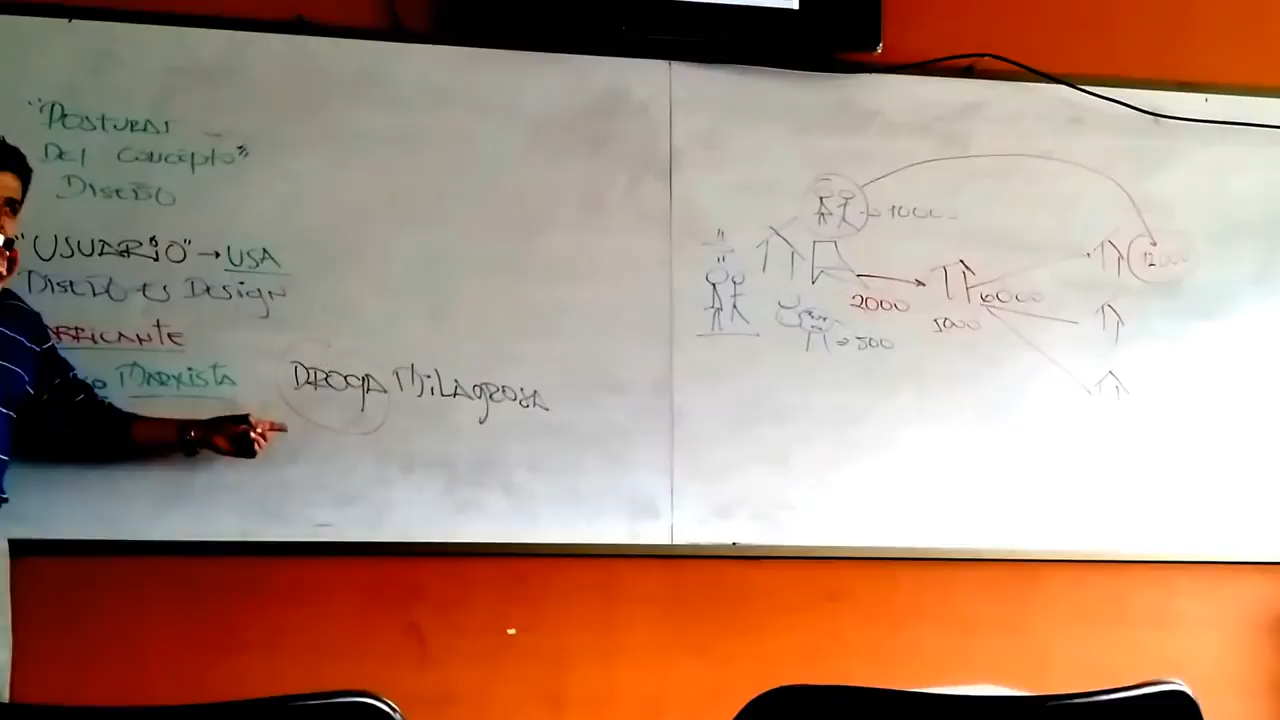 "POSTURAS
DEL CONCEPTO"
DISEÑO
"USUARIO" → USA
DISEÑO ES DESIGN
FABRICANTE
MARXISTA
DROGA MILAGROSA
1000
2000
6000
5000
500